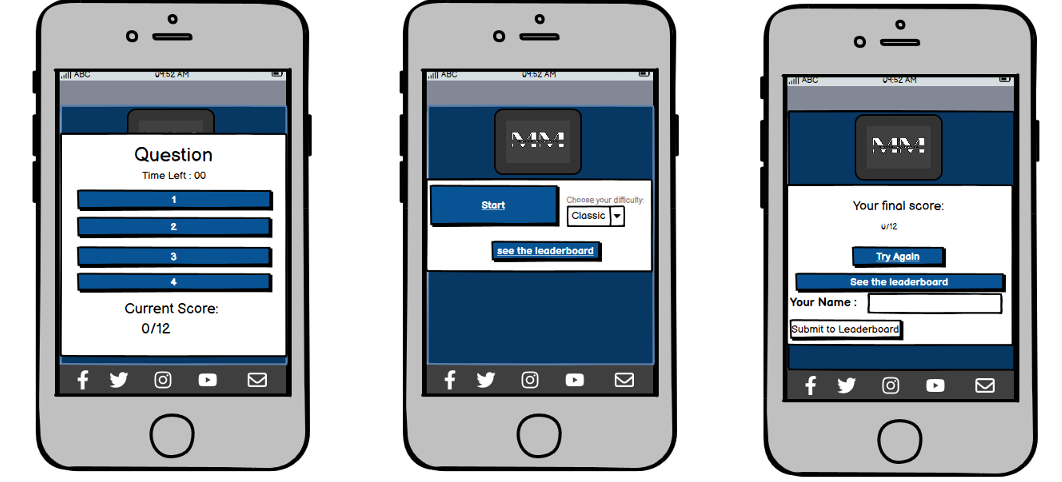 ABC 04:52 AM
Question
Time Left : 00
1
2
3
4
Current Score:
0/12
ABC 04:52 AM
MM
Start
Choose your difficulty:
Classic
see the leaderboard
ABC 04:52 AM
MM
Your final score:
0/12
Try Again
See the leaderboard
Your Name :
Submit to Leaderboard